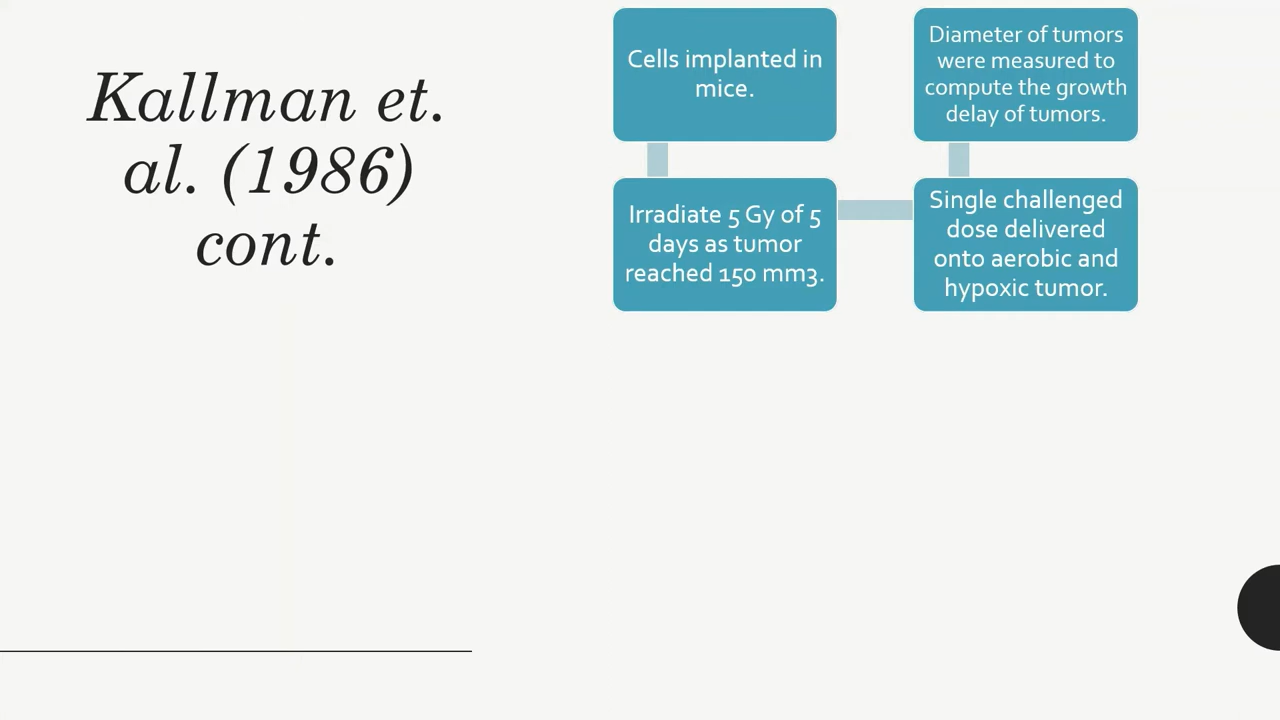 Kallman et.
al. (1986)
cont.
Cells implanted in
mice.
Irradiate 5 Gy of 5
days as tumor
reached 150 mm3.
Single challenged
dose delivered
onto aerobic and
hypoxic tumor.
Diameter of tumors
were measured to
compute the growth
delay of tumors.